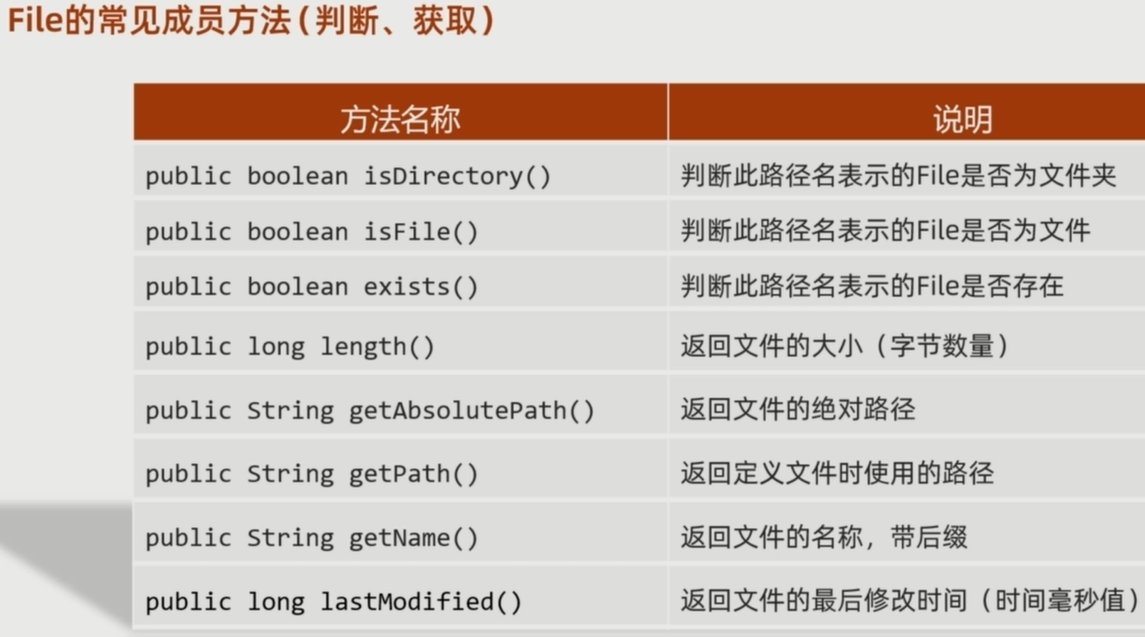 File的常见成员方法(判断、获取)
方法名称 说明
public boolean isDirectory() 判断此路径名表示的File是否为文件夹
public boolean isFile() 判断此路径名表示的File是否为文件
public boolean exists() 判断此路径名表示的File是否存在
public long length() 返回文件的大小（字节数量）
public String getAbsolutePath() 返回文件的绝对路径
public String getPath() 返回定义文件时使用的路径
public String getName() 返回文件的名称，带后缀
public long lastModified() 返回文件的最后修改时间（时间毫秒值）